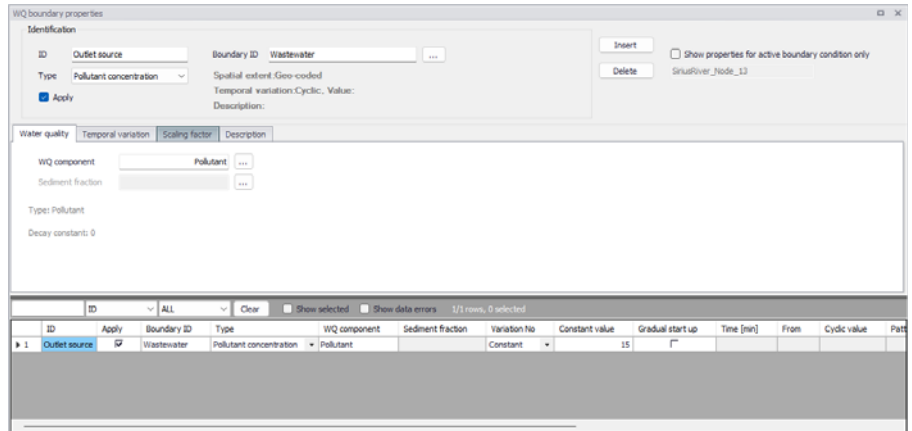 WQ boundary properties
Identification
ID Outlet source Boundary ID Wastewater ... Insert Show properties for active boundary condition only
Type Pollutant concentration Spatial extent:Geo-coded Delete SiriusRiver_Node_13
Temporal variation:Cyclic, Value:
Apply
Description:
Water quality Temporal variation Scaling factor Description
WQ component Pollutant ...
Sediment fraction ...
Type: Pollutant
Decay constant: 0
ID ALL Clear Show selected Show data errors 1/1 rows, 0 selected
ID Apply Boundary ID Type WQ component Sediment fraction Variation No Constant value Gradual start up Time [min] From Cyclic value Patt
1 Outlet source Wastewater Pollutant concentration Pollutant Constant 15